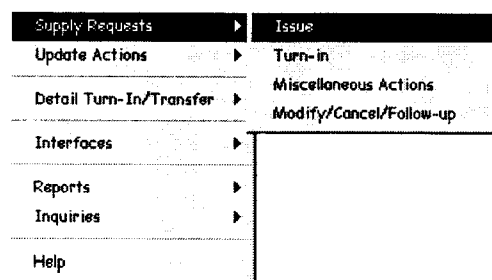 Supply Requests
Update Actions
Detail Turn-In/Transfer
Interfaces
Reports
Inquiries
Help
Issue
Turn-in
Miscellaneous Actions
Modify/Cancel/Follow-up